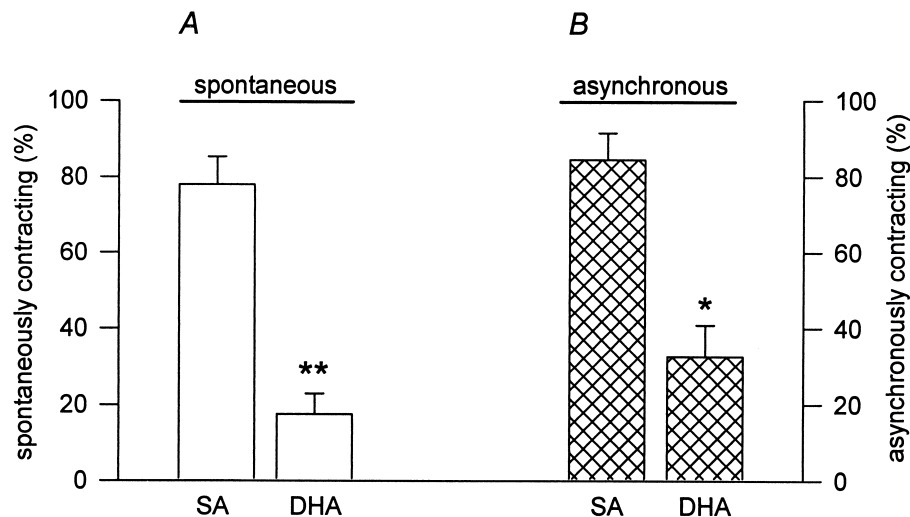 A
B
spontaneous
asynchronous
spontaneously contracting (%)
100
80
60
40
20
0
**
SA
DHA
*
SA
DHA
100
80
60
40
20
0
asynchronously contracting (%)